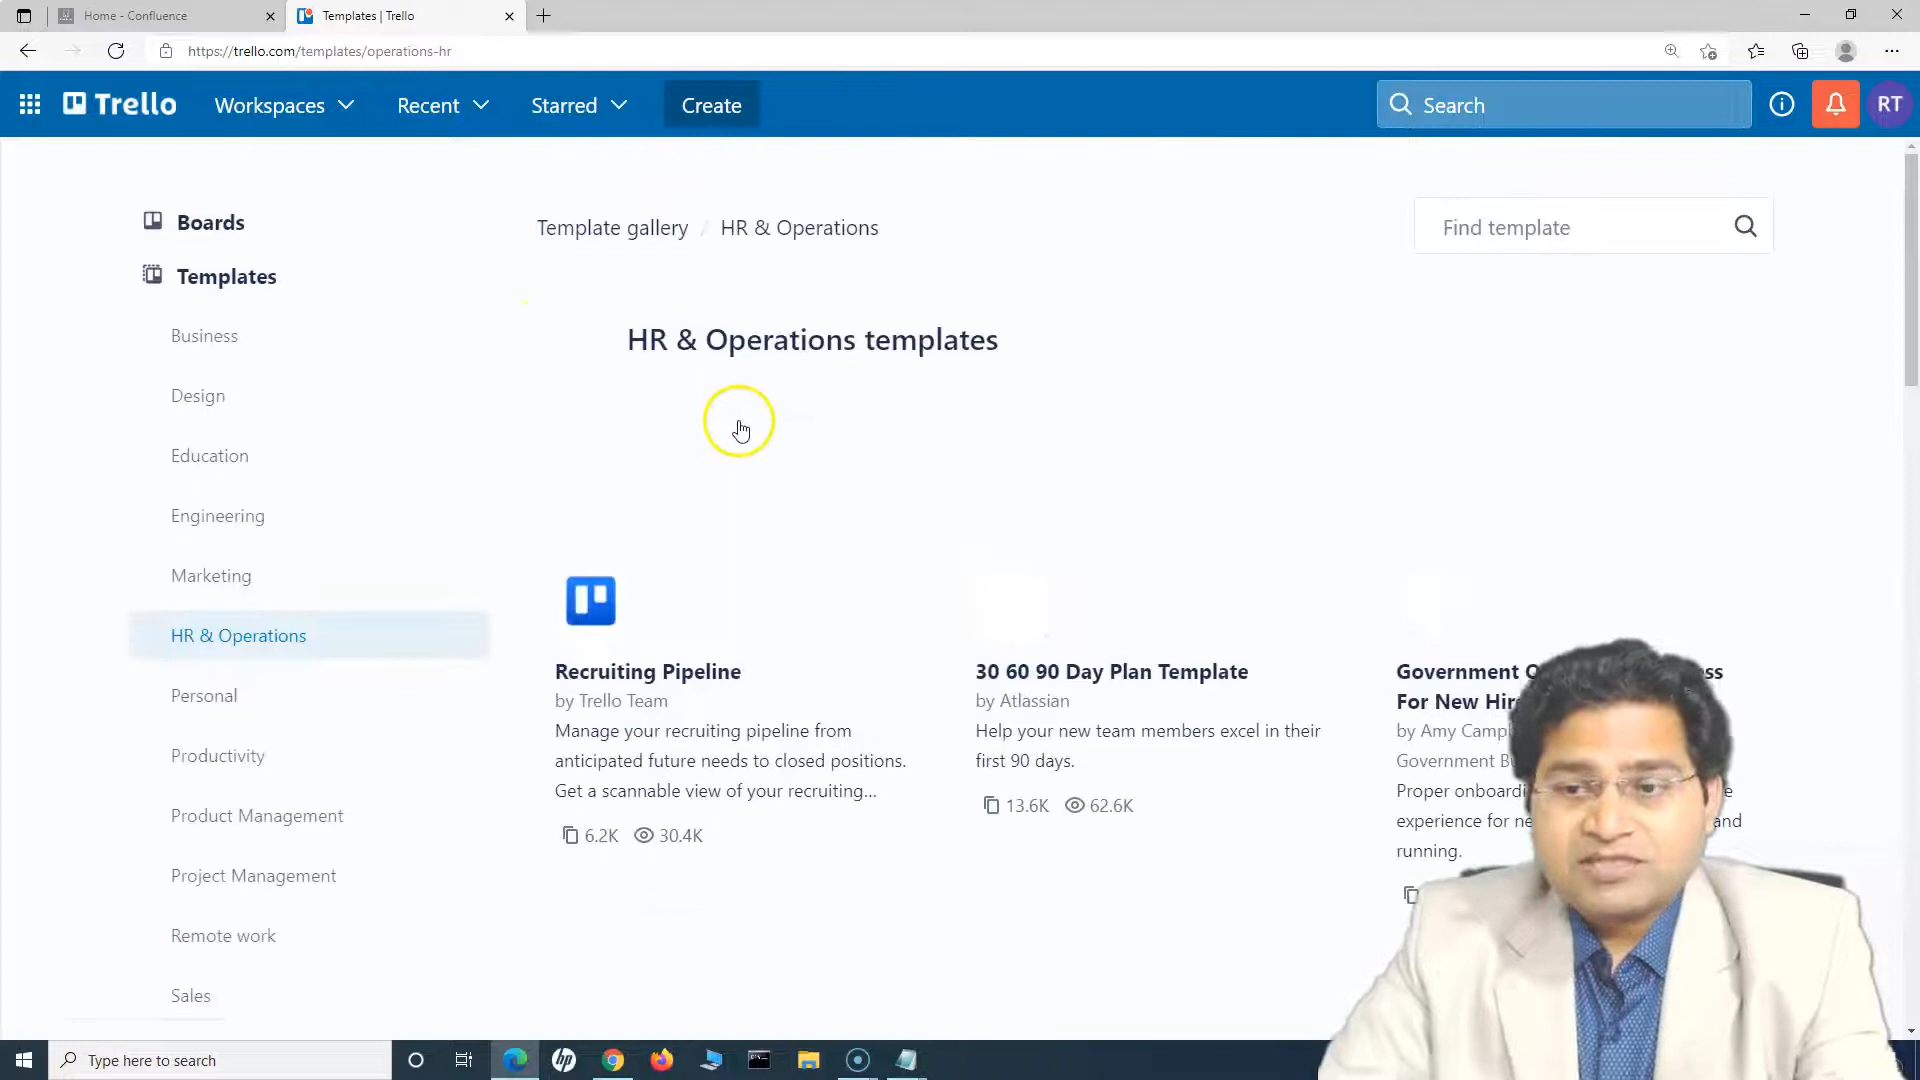 Home - Confluence
Templates | Trello
https://trello.com/templates/operations-hr
Trello
Workspaces
Recent
Starred
Create
Search
RT
Boards
Templates
Business
Design
Education
Engineering
Marketing
HR & Operations
Personal
Productivity
Product Management
Project Management
Remote work
Sales
Template gallery / HR & Operations
Find template
HR & Operations templates
Recruiting Pipeline
by Trello Team
Manage your recruiting pipeline from
anticipated future needs to closed positions.
Get a scannable view of your recruiting...
6.2K 30.4K
30 60 90 Day Plan Template
by Atlassian
Help your new team members excel in their
first 90 days.
13.6K 62.6K
Government
For New
by Amy
Government
Proper
experience for and
running.
Type here to search
hp